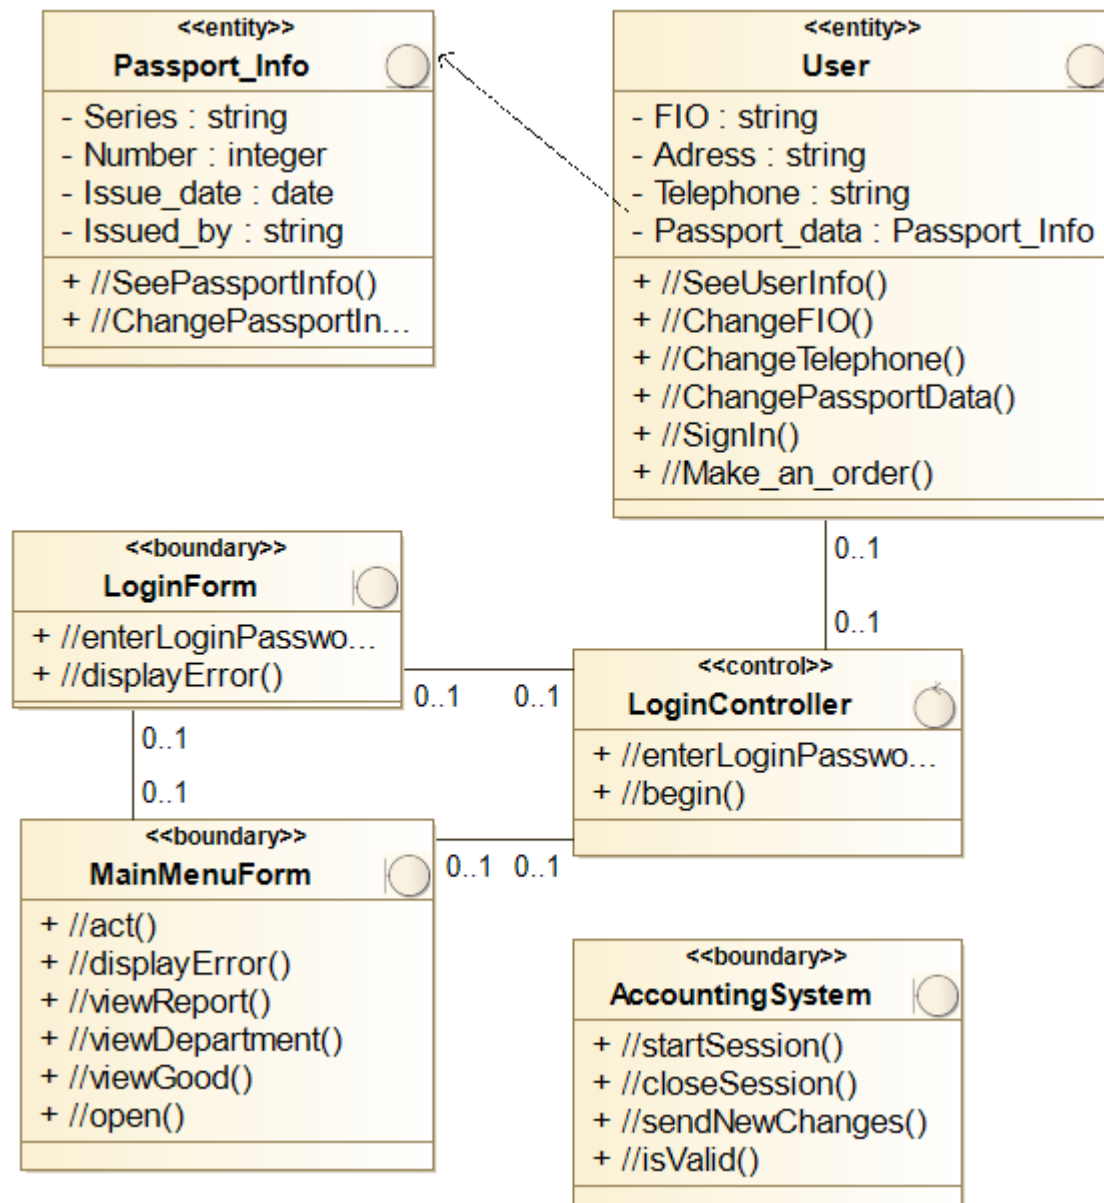 <<entity>>
Passport_Info
- Series : string
- Number : integer
- Issue_date : date
- Issued_by : string
+ //SeePassportInfo()
+ //ChangePassportIn...
<<entity>>
User
- FIO : string
- Adress : string
- Telephone : string
- Passport_data : Passport_Info
+ //SeeUserInfo()
+ //ChangeFIO()
+ //ChangeTelephone()
+ //ChangePassportData()
+ //SignIn()
+ //Make_an_order()
0..1
0..1
<<boundary>>
LoginForm
+ //enterLoginPasswo...
+ //displayError()
0..1 0..1
<<control>>
LoginController
+ //enterLoginPasswo...
+ //begin()
0..1
0..1
<<boundary>>
MainMenuForm
+ //act()
+ //displayError()
+ //viewReport()
+ //viewDepartment()
+ //viewGood()
+ //open()
0..1 0..1
<<boundary>>
AccountingSystem
+ //startSession()
+ //closeSession()
+ //sendNewChanges()
+ //isValid()